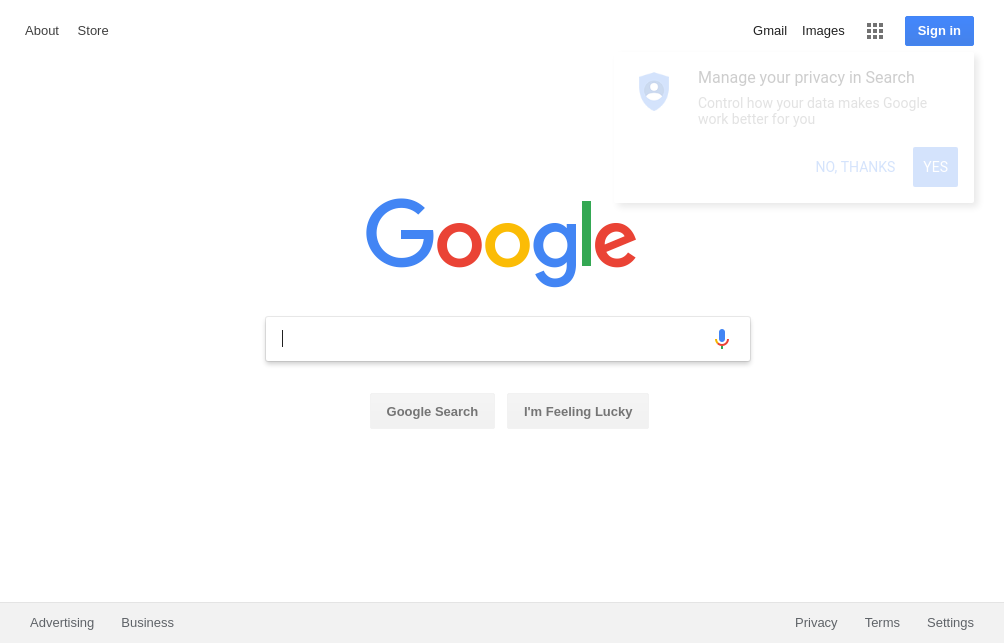 About Store Gmail Images Sign in
Manage your privacy in Search
Control how your data makes Google
work better for you
NO, THANKS YES
Google
Google Search I'm Feeling Lucky
Advertising Business Privacy Terms Settings